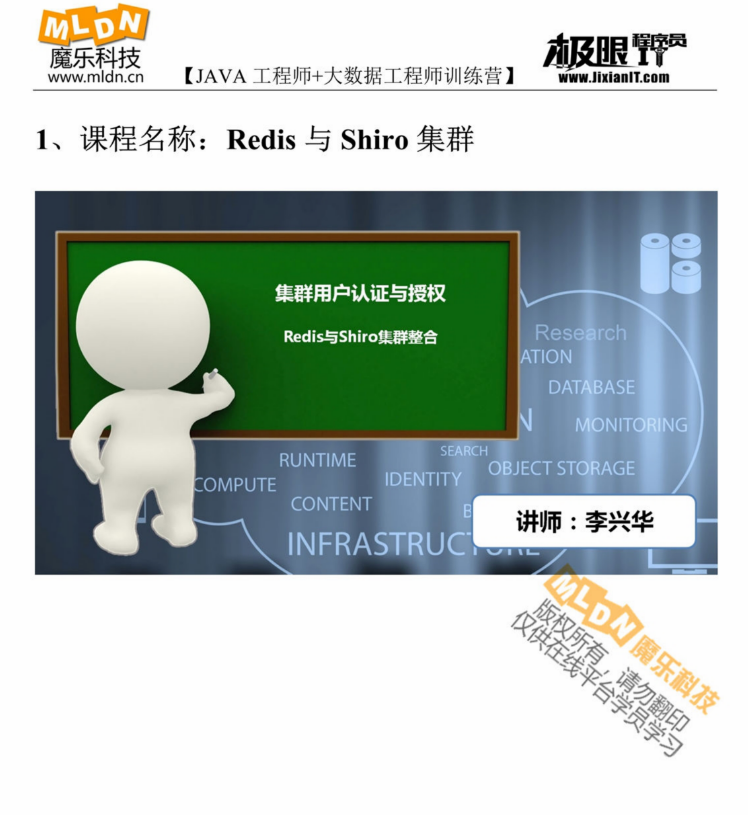 MLDN
魔乐科技
www.mldn.cn
【JAVA 工程师+大数据工程师训练营】
极限IT 程序员
www.JixianIT.com
1、课程名称：Redis 与 Shiro 集群
集群用户认证与授权
Redis与Shiro集群整合
Research
ATION
DATABASE
N
MONITORING
SEARCH
RUNTIME
IDENTITY
OBJECT STORAGE
COMPUTE
CONTENT
B
讲师：李兴华
INFRASTRUCTURE
MLDN 魔乐科技
版权所有，请勿翻印
仅供在线平台学员学习